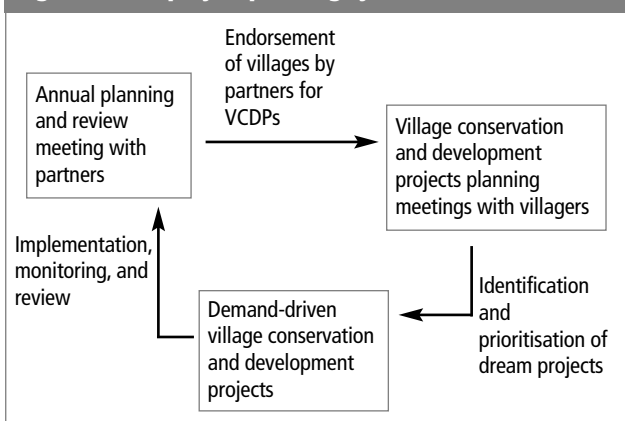 Annual planning
and review
meeting with
partners
Endorsement
of villages by
partners for
VCDPs
Village conservation
and development
projects planning
meetings with villagers
Identification
and
prioritisation of
dream projects
Demand-driven
village conservation
and development
projects
Implementation,
monitoring, and
review